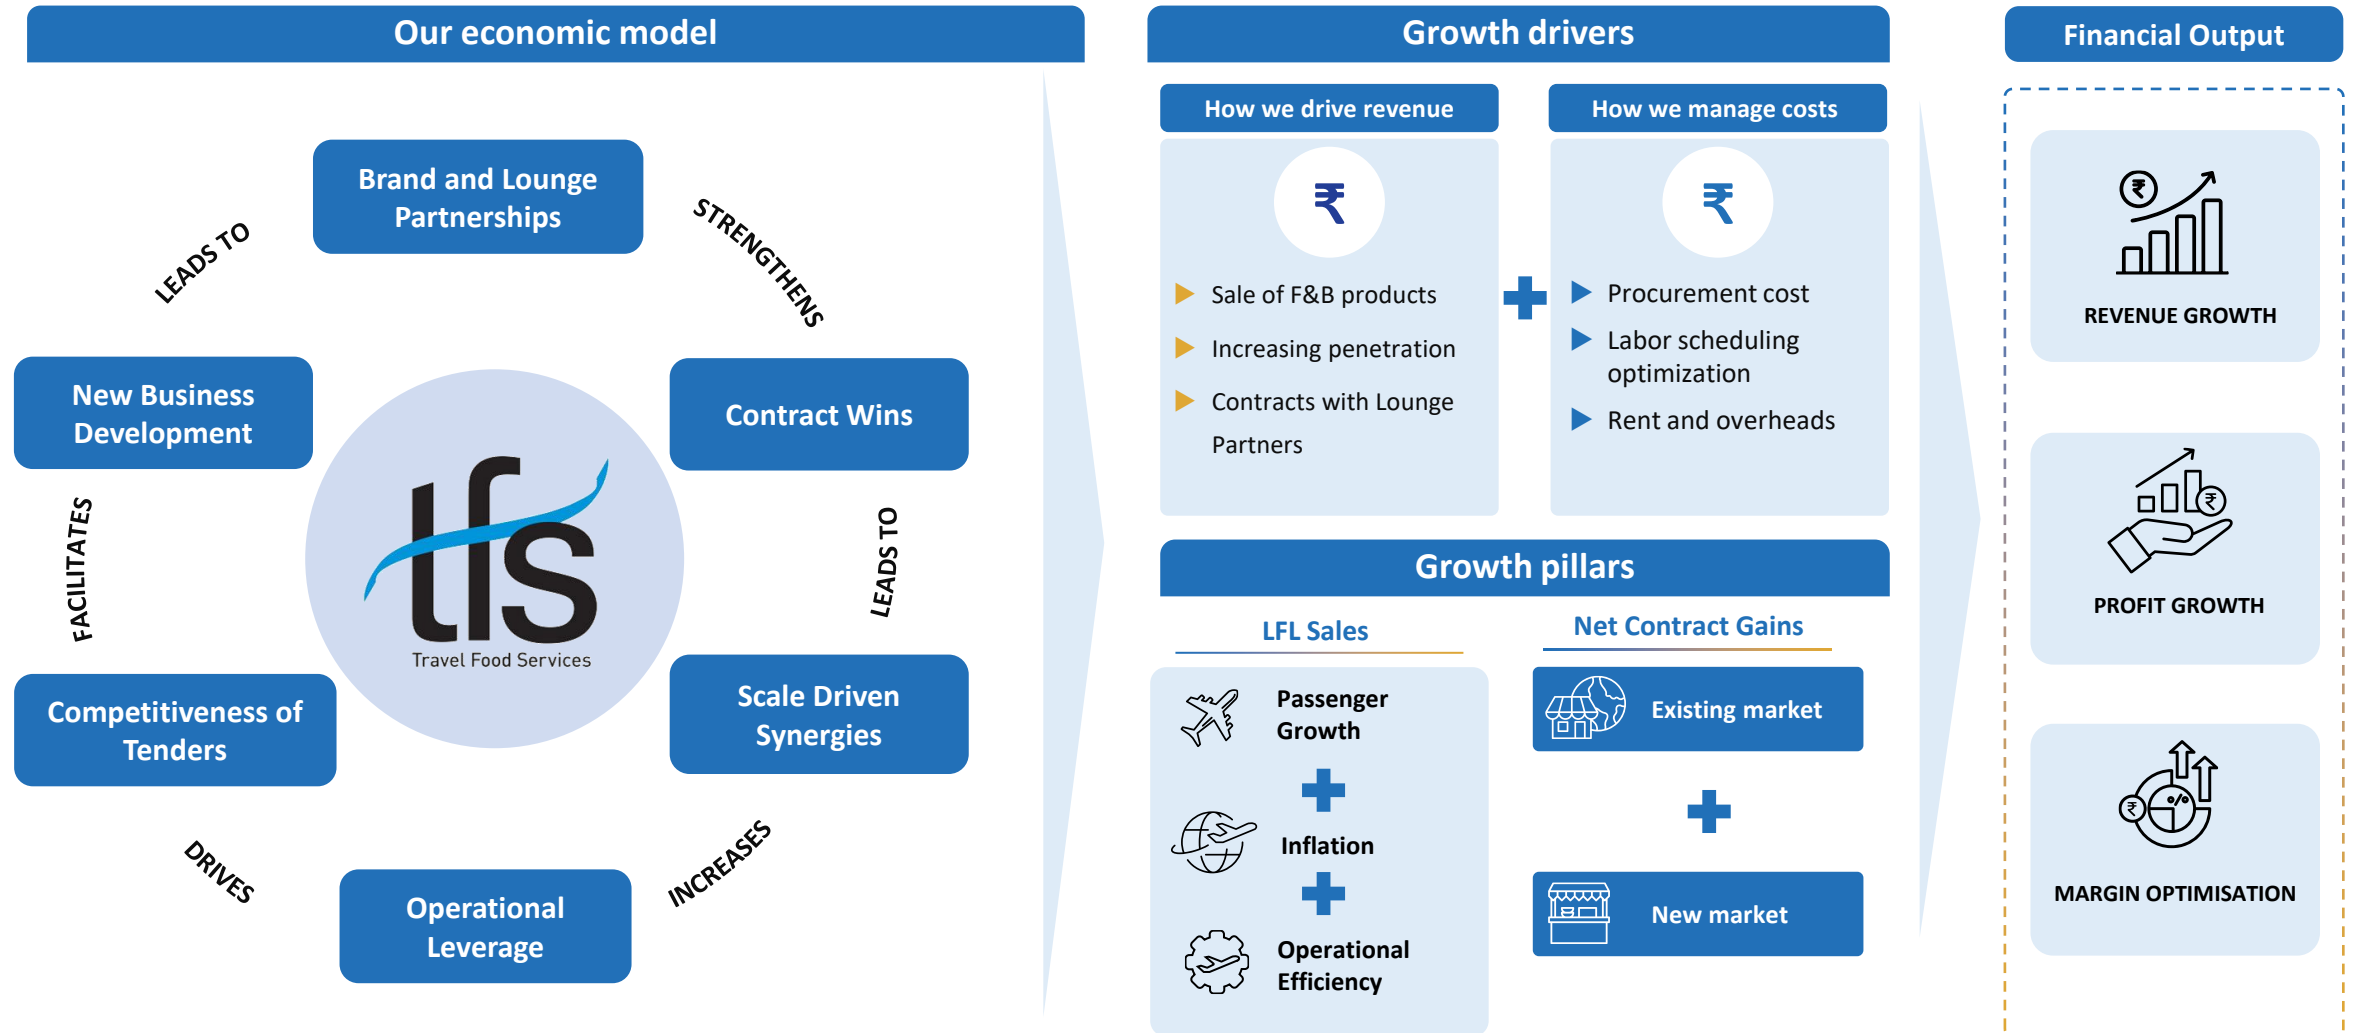 Our economic model
Brand and Lounge
Partnerships
STRENGTHENS
Contract Wins
LEADS TO
Scale Driven
Synergies
INCREASES
Operational
Leverage
DRIVES
Competitiveness of
Tenders
FACILITATES
New Business
Development
LEADS TO
tfs
Travel Food Services
Growth drivers
How we drive revenue
₹
Sale of F&B products
Increasing penetration
Contracts with Lounge
Partners
How we manage costs
₹
Procurement cost
Labor scheduling
optimization
Rent and overheads
Growth pillars
LFL Sales
Passenger
Growth
Inflation
Operational
Efficiency
Net Contract Gains
Existing market
New market
Financial Output
₹
REVENUE GROWTH
₹
PROFIT GROWTH
₹
%
MARGIN OPTIMISATION